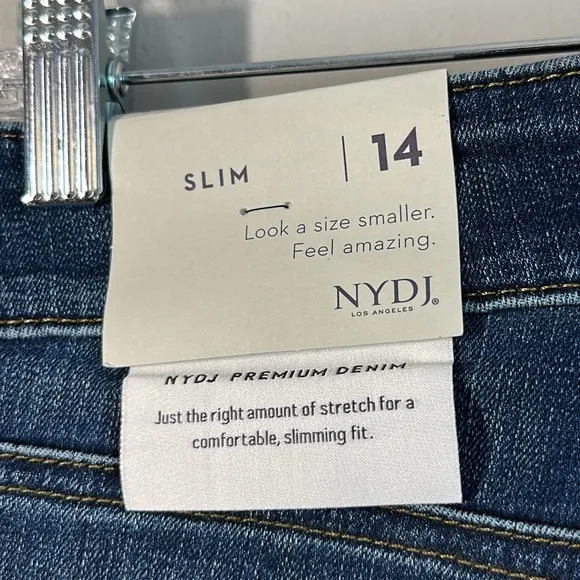 SLIM | 14
Look a size smaller.
Feel amazing.
NYDJ®
LOS ANGELES
NYDJ PREMIUM DENIM
Just the right amount of stretch for a
comfortable, slimming fit.